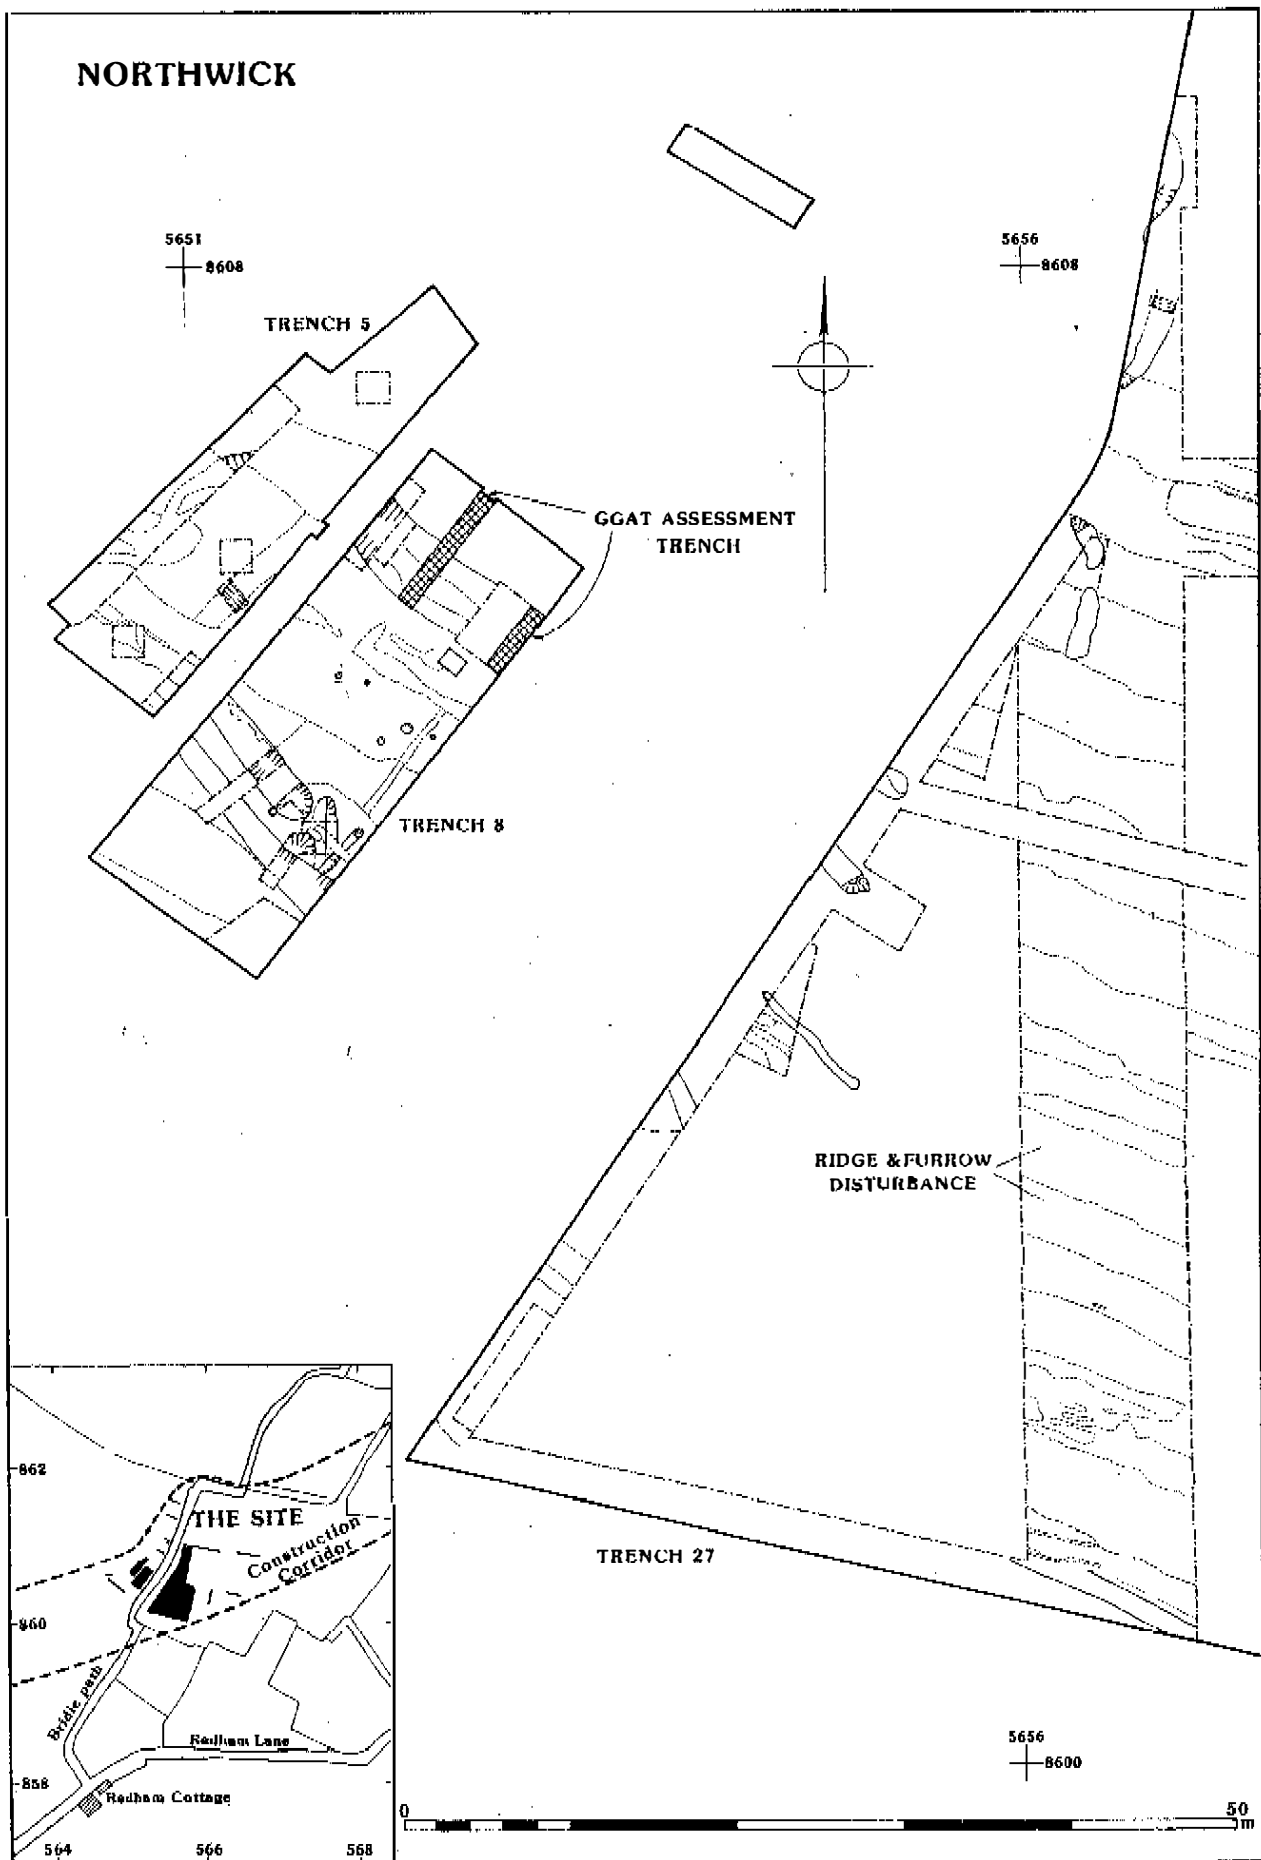 NORTHWICK
5651
8608
5656
8608
TRENCH 5
GGAT ASSESSMENT
TRENCH
TRENCH 8
RIDGE & FURROW
DISTURBANCE
TRENCH 27
862
THE SITE
Construction
Corridor
860
Bridle path
Redham Lane
858
Redham Cottage
564
566
568
5656
8600
0
50
m